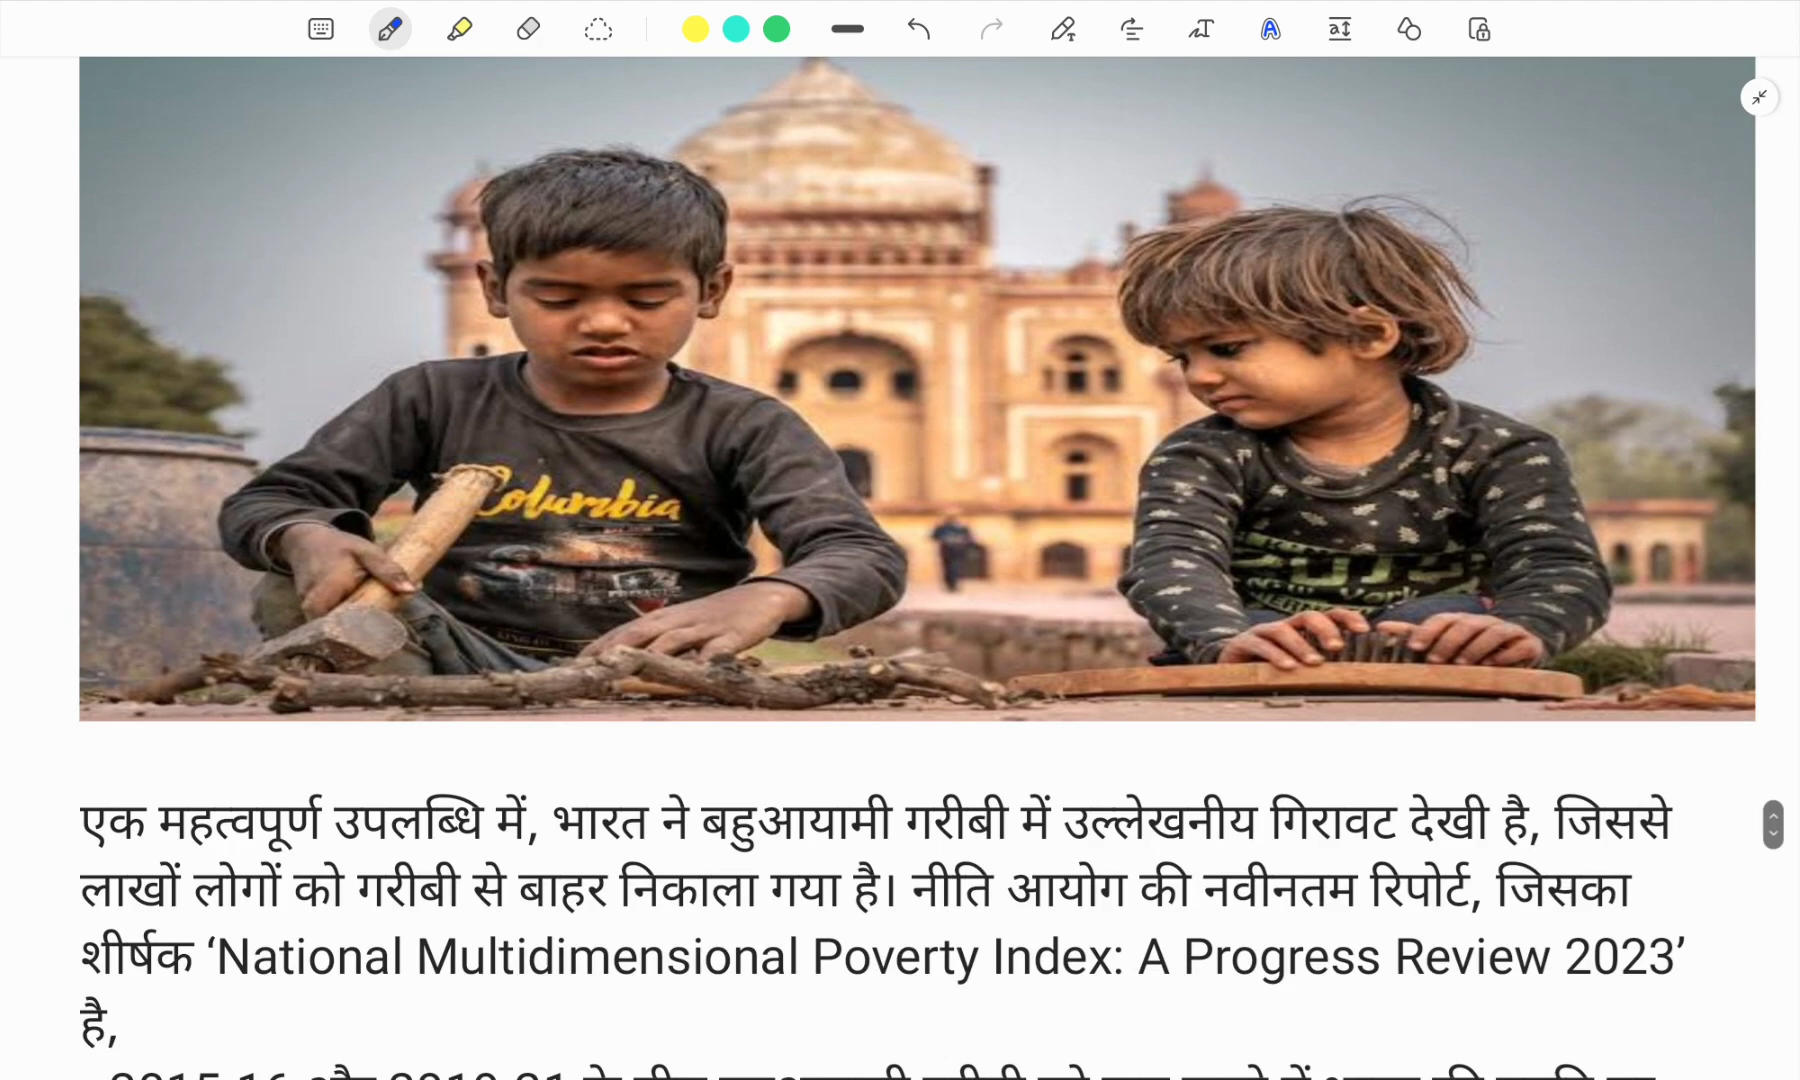 Columbia
एक महत्वपूर्ण उपलब्धि में, भारत ने बहुआयामी गरीबी में उल्लेखनीय गिरावट देखी है, जिससे
लाखों लोगों को गरीबी से बाहर निकाला गया है। नीति आयोग की नवीनतम रिपोर्ट, जिसका
शीर्षक ‘National Multidimensional Poverty Index: A Progress Review 2023’
है,